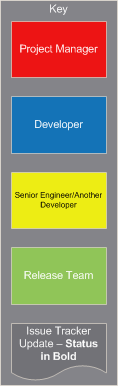 Key
Project Manager
Developer
Senior Engineer/Another
Developer
Release Team
Issue Tracker
Update – Status
in Bold